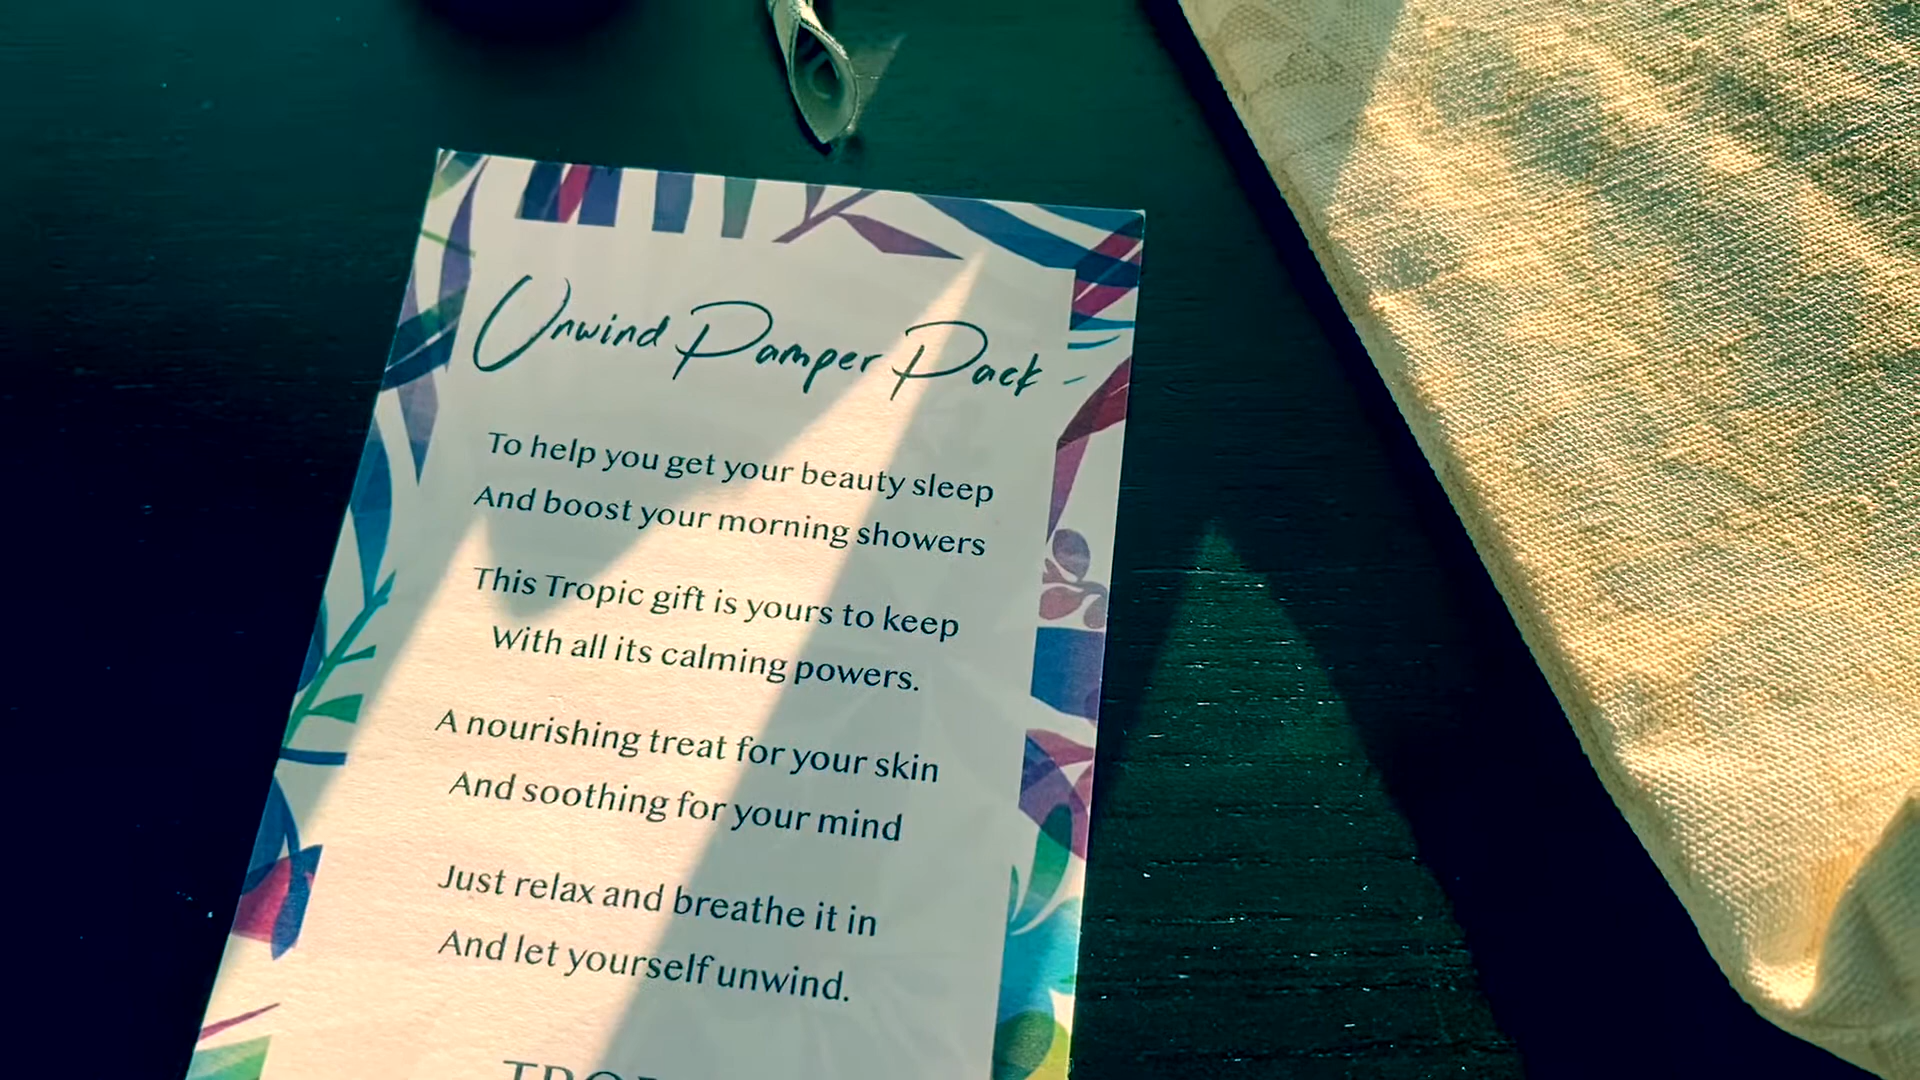 Unwind Pamper Pack
To help you get your beauty sleep
And boost your morning showers
This Tropic gift is yours to keep
With all its calming powers.
A nourishing treat for your skin
And soothing for your mind
Just relax and breathe it in
And let yourself unwind.